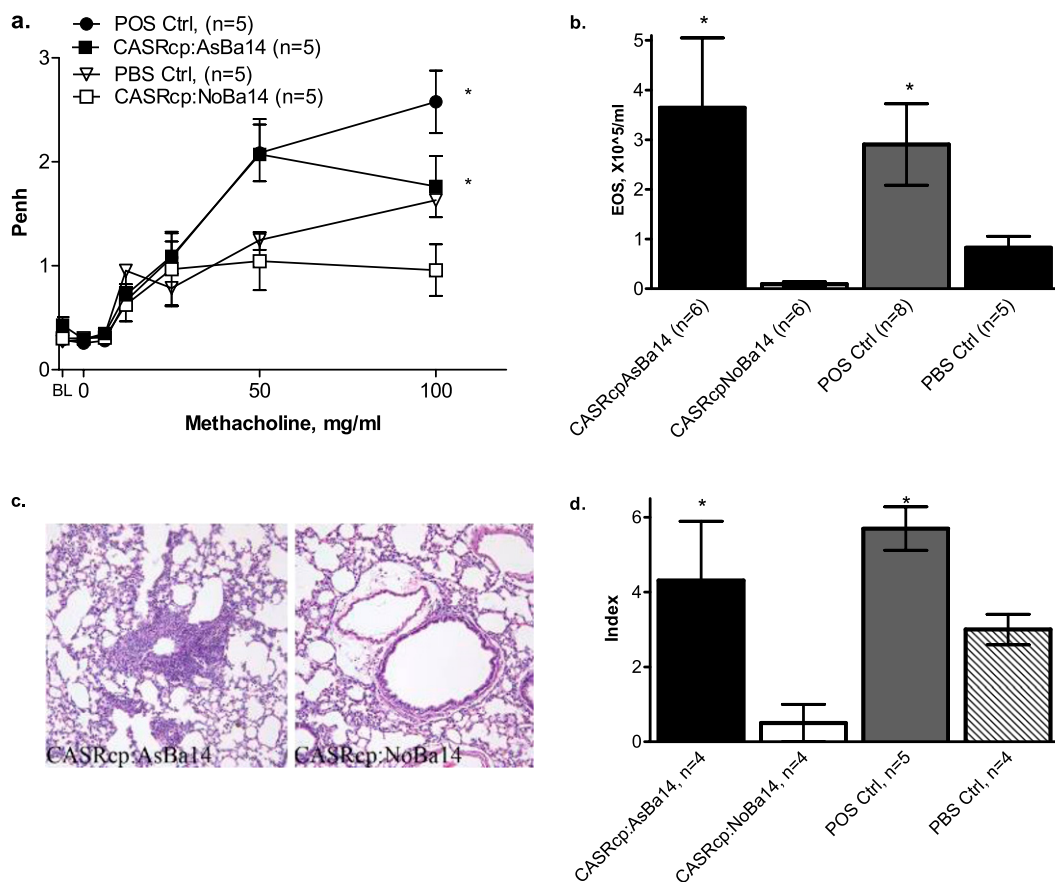 a.
POS Ctrl, (n=5)
CASRcp:AsBa14 (n=5)
PBS Ctrl, (n=5)
CASRcp:NoBa14 (n=5)
3
2
1
0
Penh
*
*
BL 0 50 100
Methacholine, mg/ml
b.
5
4
3
2
1
0
EOS, X10^5/ml
*
*
CASRcpAsBa14 (n=6)
CASRcpNoBa14 (n=6)
POS Ctrl (n=8)
PBS Ctrl (n=5)
c.
CASRcp:AsBa14
CASRcp:NoBa14
d.
6
4
2
0
Index
*
*
CASRcp:AsBa14, n=4
CASRcp:NoBa14, n=4
POS Ctrl, n=5
PBS Ctrl, n=4